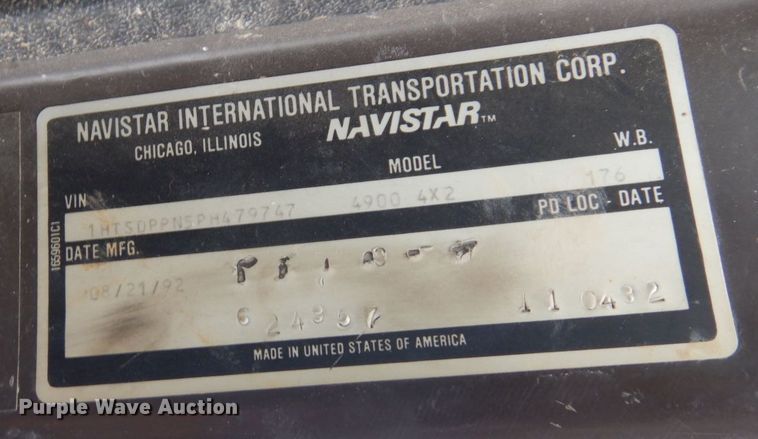 NAVISTAR INTERNATIONAL TRANSPORTATION CORP.
CHICAGO, ILLINOIS NAVISTAR™
VIN MODEL W.B.
1HTSDPPN5PH479747 4900 4X2 176
DATE MFG. PD LOC - DATE
08/21/92
11 0432
MADE IN UNITED STATES OF AMERICA
1659601C1
Purple Wave Auction